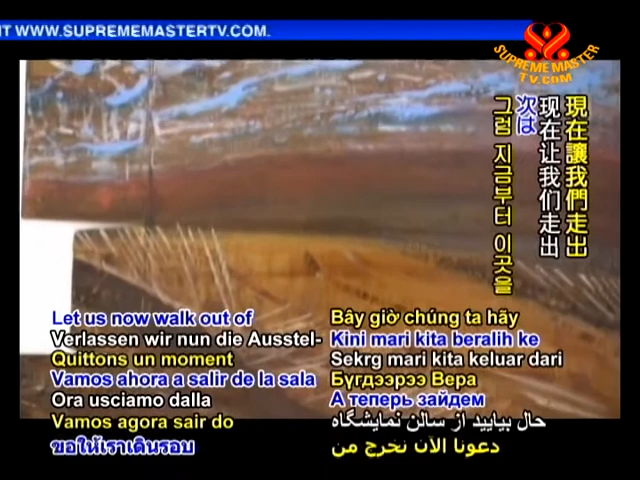 IT WWW.SUPREMEMASTERTV.COM.
SUPREME MASTER
TV.COM
現在讓我們走出
现在让我们走出
次は
그럼 지금부터 이곳을
Let us now walk out of
Verlassen wir nun die Ausstel-
Quittons un moment
Vamos ahora a salir de la sala
Ora usciamo dalla
Vamos agora sair do
ขอให้เราเดินรอบ
Bây giờ chúng ta hãy
Kini mari kita beralih ke
Sekrg mari kita keluar dari
Бүгдээрээ Вера
А теперь зайдем
حال بیایید از سالن نمایشگاه
دعونا الآن نخرج من